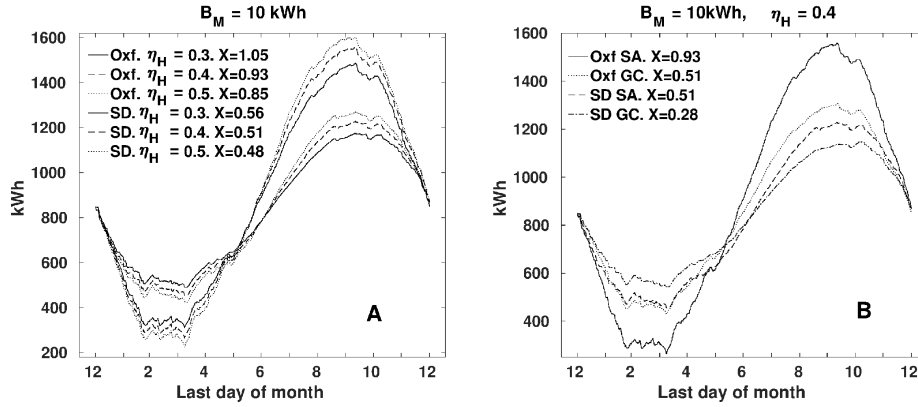 B_M = 10 kWh
1600
1400
1200
1000
800
600
400
200
kWh
Oxf. η_H = 0.3. X=1.05
Oxf. η_H = 0.4. X=0.93
Oxf. η_H = 0.5. X=0.85
SD. η_H = 0.3. X=0.56
SD. η_H = 0.4. X=0.51
SD. η_H = 0.5. X=0.48
A
12 2 4 6 8 10 12
Last day of month
B_M = 10kWh, η_H = 0.4
1600
1400
1200
1000
800
600
400
kWh
Oxf SA. X=0.93
Oxf GC. X=0.51
SD SA. X=0.51
SD GC. X=0.28
B
12 2 4 6 8 10 12
Last day of month